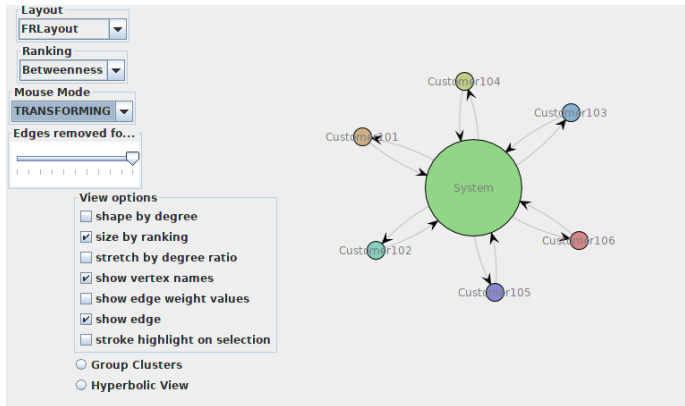 Layout
FRLayout
Ranking
Betweenness
Mouse Mode
TRANSFORMING
Edges removed fo...
View options
shape by degree
size by ranking
stretch by degree ratio
show vertex names
show edge weight values
show edge
stroke highlight on selection
Group Clusters
Hyperbolic View
Customer104
Customer103
Customer101
System
Customer106
Customer102
Customer105